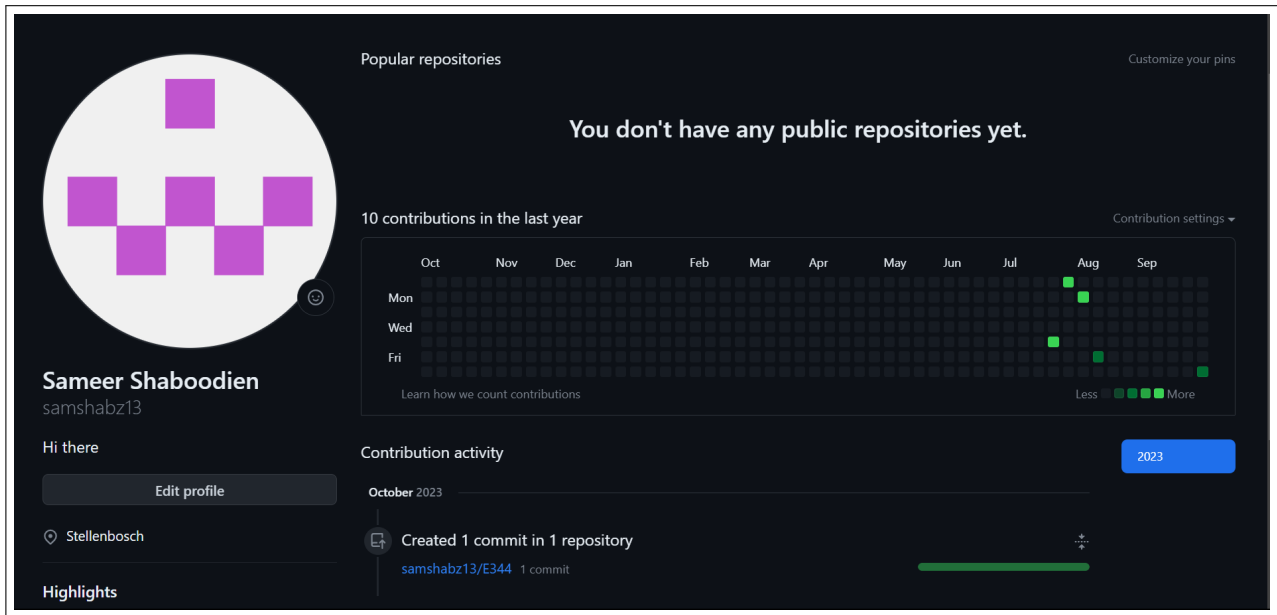 Popular repositories
Customize your pins
You don't have any public repositories yet.
10 contributions in the last year
Contribution settings
Oct Nov Dec Jan Feb Mar Apr May Jun Jul Aug Sep
Mon
Wed
Fri
Learn how we count contributions
Less More
Sameer Shaboodien
samshabz13
Hi there
Edit profile
Stellenbosch
Highlights
Contribution activity
2023
October 2023
Created 1 commit in 1 repository
samshabz13/E344 1 commit